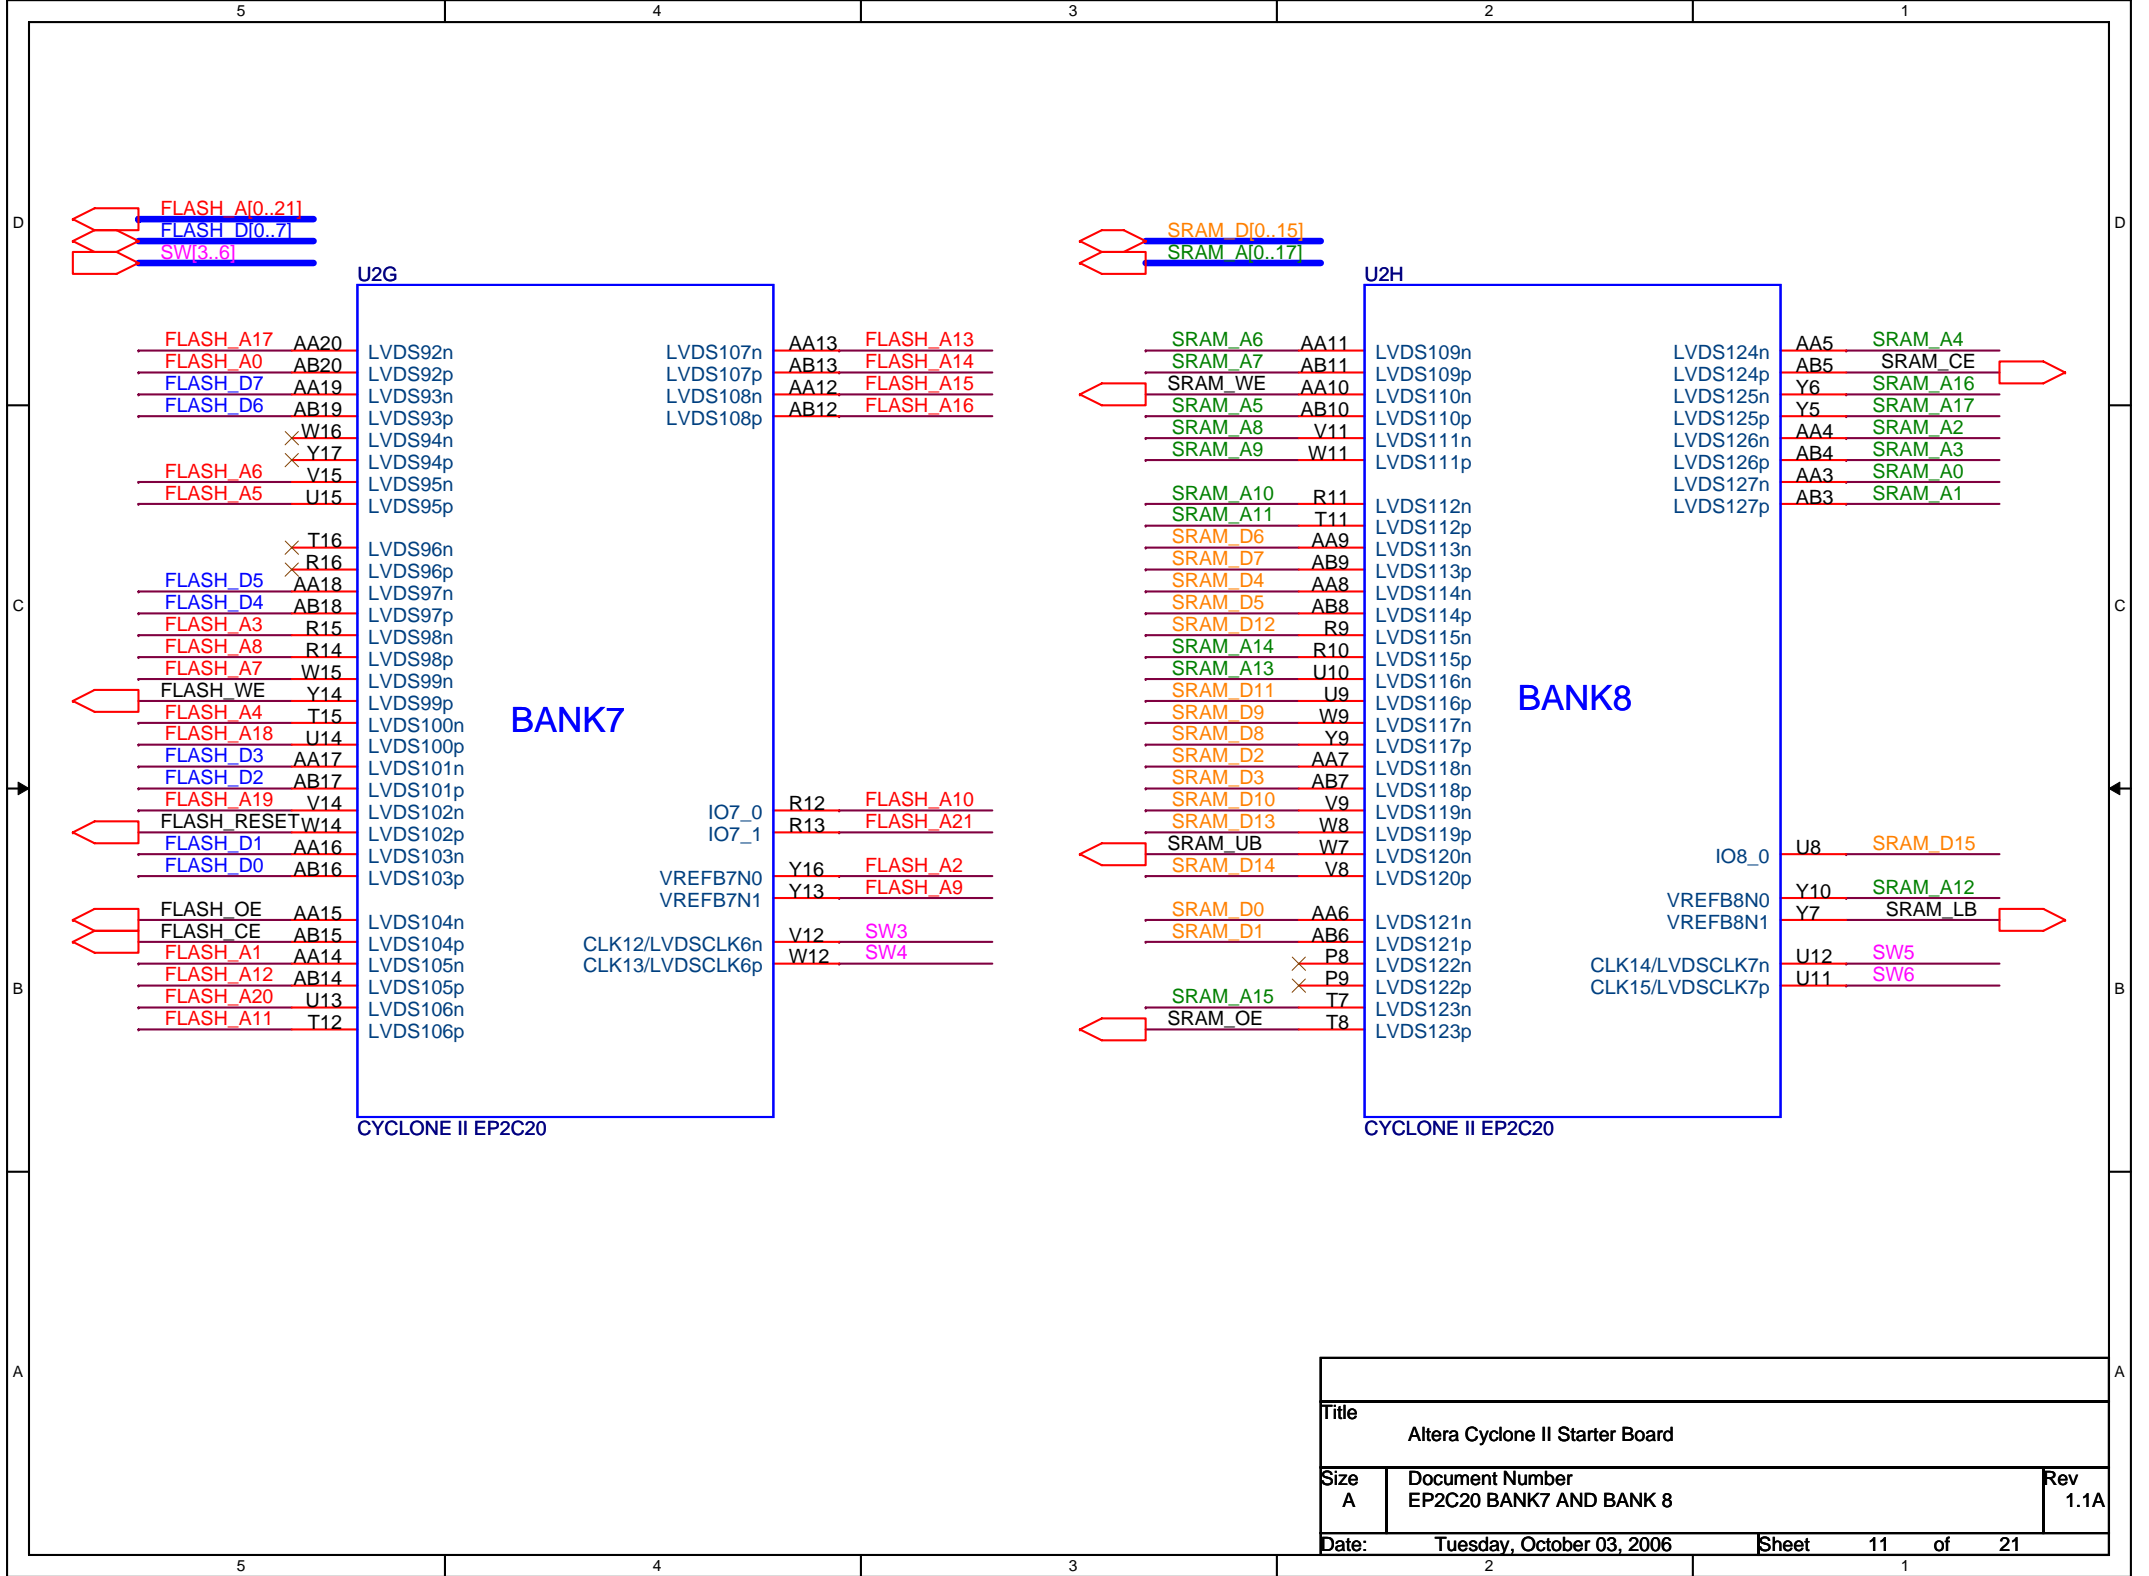 5 4 3 2 1
D D
C C
B B
A A
FLASH_A[0..21]
FLASH_D[0..7]
SW[3..6]
U2G
FLASH_A17 AA20 LVDS92n
FLASH_A0 AB20 LVDS92p
FLASH_D7 AA19 LVDS93n
FLASH_D6 AB19 LVDS93p
W16 LVDS94n
Y17 LVDS94p
FLASH_A6 V15 LVDS95n
FLASH_A5 U15 LVDS95p
T16 LVDS96n
R16 LVDS96p
FLASH_D5 AA18 LVDS97n
FLASH_D4 AB18 LVDS97p
FLASH_A3 R15 LVDS98n
FLASH_A8 R14 LVDS98p
FLASH_A7 W15 LVDS99n
FLASH_WE Y14 LVDS99p
FLASH_A4 T15 LVDS100n
FLASH_A18 U14 LVDS100p
FLASH_D3 AA17 LVDS101n
FLASH_D2 AB17 LVDS101p
FLASH_A19 V14 LVDS102n
FLASH_RESET W14 LVDS102p
FLASH_D1 AA16 LVDS103n
FLASH_D0 AB16 LVDS103p
FLASH_OE AA15 LVDS104n
FLASH_CE AB15 LVDS104p
FLASH_A1 AA14 LVDS105n
FLASH_A12 AB14 LVDS105p
FLASH_A20 U13 LVDS106n
FLASH_A11 T12 LVDS106p
BANK7
LVDS107n AA13 FLASH_A13
LVDS107p AB13 FLASH_A14
LVDS108n AA12 FLASH_A15
LVDS108p AB12 FLASH_A16
IO7_0 R12 FLASH_A10
IO7_1 R13 FLASH_A21
VREFB7N0 Y16 FLASH_A2
VREFB7N1 Y13 FLASH_A9
CLK12/LVDSCLK6n V12 SW3
CLK13/LVDSCLK6p W12 SW4
CYCLONE II EP2C20
SRAM_D[0..15]
SRAM_A[0..17]
U2H
SRAM_A6 AA11 LVDS109n
SRAM_A7 AB11 LVDS109p
SRAM_WE AA10 LVDS110n
SRAM_A5 AB10 LVDS110p
SRAM_A8 V11 LVDS111n
SRAM_A9 W11 LVDS111p
SRAM_A10 R11 LVDS112n
SRAM_A11 T11 LVDS112p
SRAM_D6 AA9 LVDS113n
SRAM_D7 AB9 LVDS113p
SRAM_D4 AA8 LVDS114n
SRAM_D5 AB8 LVDS114p
SRAM_D12 R9 LVDS115n
SRAM_A14 R10 LVDS115p
SRAM_A13 U10 LVDS116n
SRAM_D11 U9 LVDS116p
SRAM_D9 W9 LVDS117n
SRAM_D8 Y9 LVDS117p
SRAM_D2 AA7 LVDS118n
SRAM_D3 AB7 LVDS118p
SRAM_D10 V9 LVDS119n
SRAM_D13 W8 LVDS119p
SRAM_UB W7 LVDS120n
SRAM_D14 V8 LVDS120p
SRAM_D0 AA6 LVDS121n
SRAM_D1 AB6 LVDS121p
P8 LVDS122n
P9 LVDS122p
SRAM_A15 T7 LVDS123n
SRAM_OE T8 LVDS123p
BANK8
LVDS124n AA5 SRAM_A4
LVDS124p AB5 SRAM_CE
LVDS125n Y6 SRAM_A16
LVDS125p Y5 SRAM_A17
LVDS126n AA4 SRAM_A2
LVDS126p AB4 SRAM_A3
LVDS127n AA3 SRAM_A0
LVDS127p AB3 SRAM_A1
IO8_0 U8 SRAM_D15
VREFB8N0 Y10 SRAM_A12
VREFB8N1 Y7 SRAM_LB
CLK14/LVDSCLK7n U12 SW5
CLK15/LVDSCLK7p U11 SW6
CYCLONE II EP2C20
Title
Altera Cyclone II Starter Board
Size Document Number Rev
A EP2C20 BANK7 AND BANK 8 1.1A
Date: Tuesday, October 03, 2006 Sheet 11 of 21
5 4 3 2 1